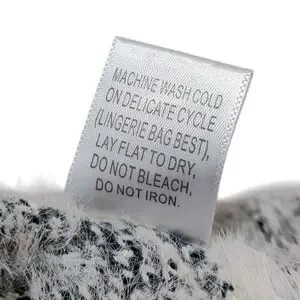 MACHINE WASH COLD
ON DELICATE CYCLE
(LINGERIE BAG BEST),
LAY FLAT TO DRY,
DO NOT BLEACH,
DO NOT IRON.